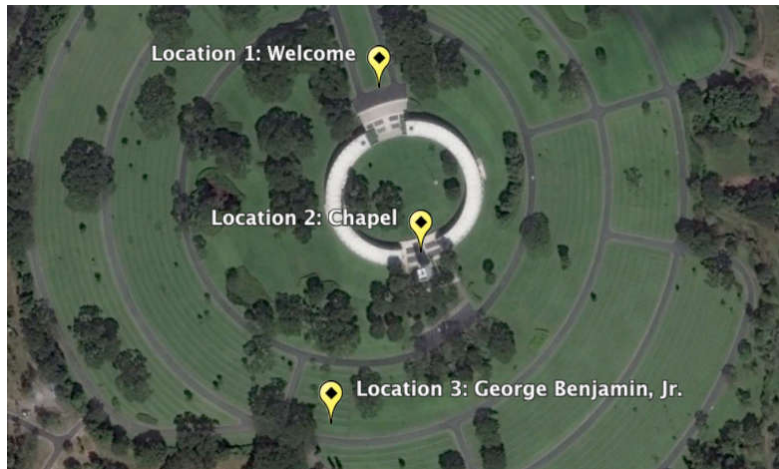 Location 1: Welcome
Location 2: Chapel
Location 3: George Benjamin, Jr.